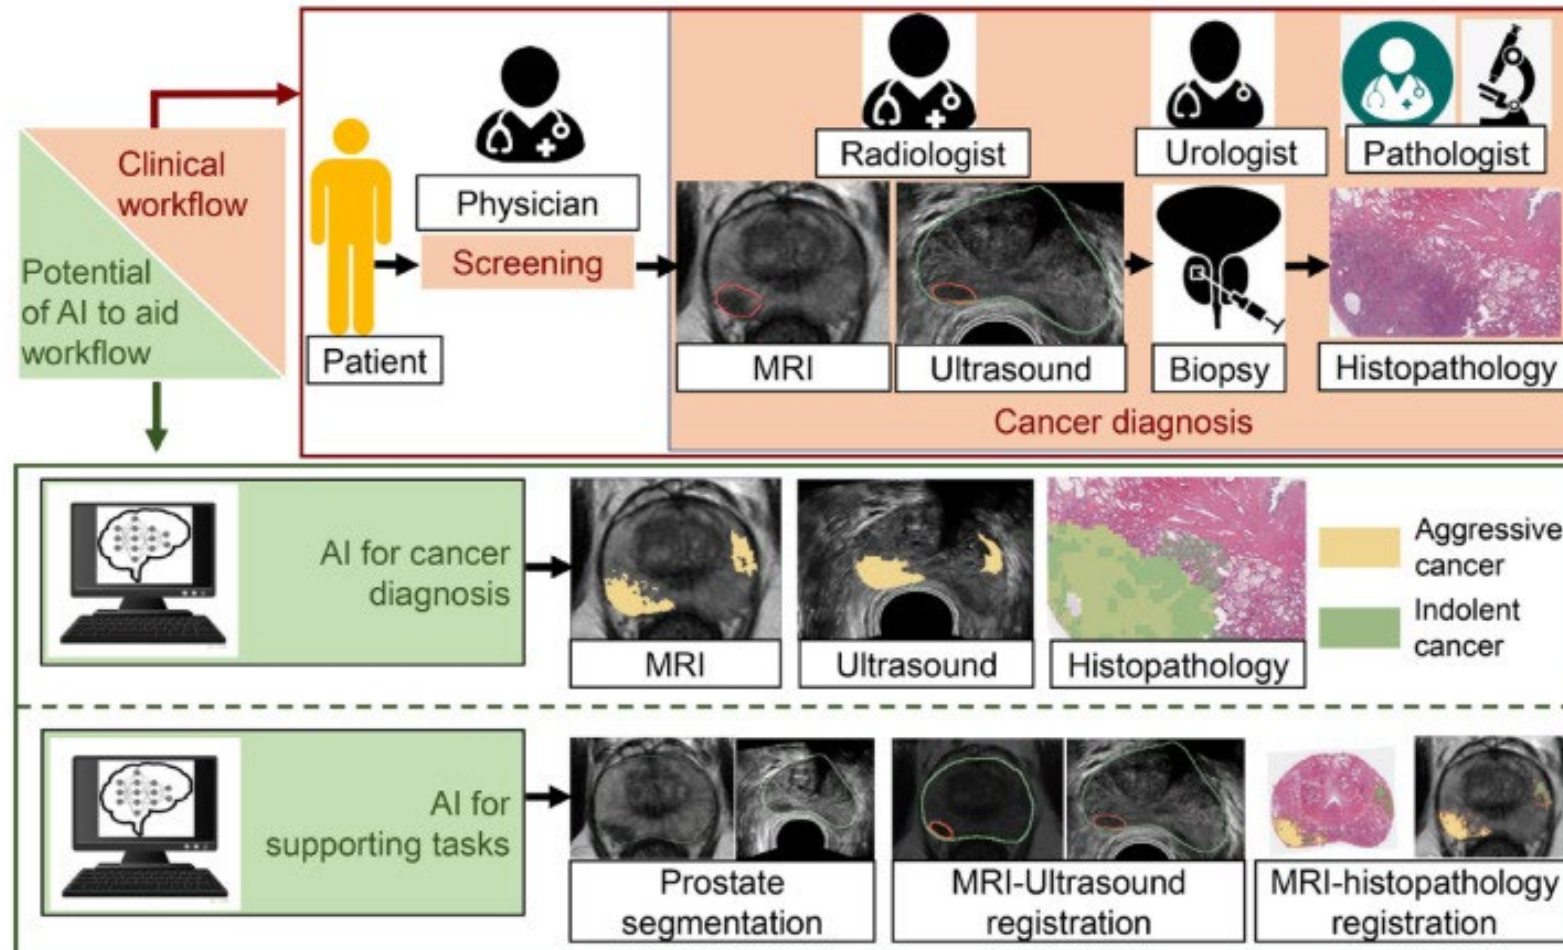 Clinical
workflow
Potential
of AI to aid
workflow
Patient
Physician
Screening
Radiologist
Urologist
Pathologist
MRI
Ultrasound
Biopsy
Histopathology
Cancer diagnosis
AI for cancer
diagnosis
MRI
Ultrasound
Histopathology
Aggressive
cancer
Indolent
cancer
AI for
supporting tasks
Prostate
segmentation
MRI-Ultrasound
registration
MRI-histopathology
registration